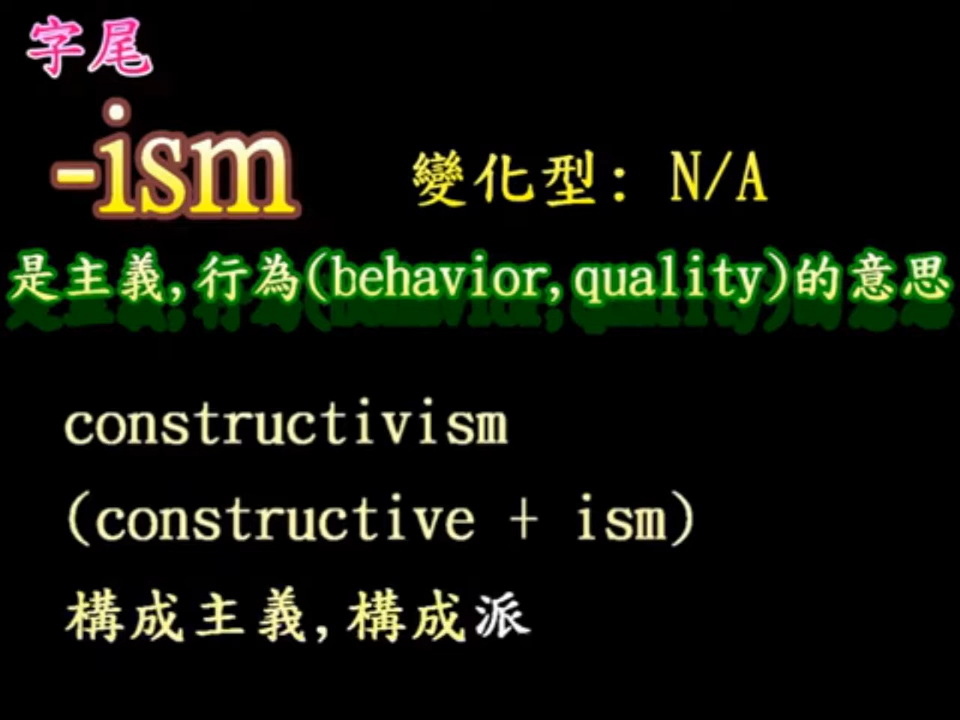 字尾
-ism 變化型: N/A
是主義,行為(behavior,quality)的意思
constructivism
(constructive + ism)
構成主義,構成派